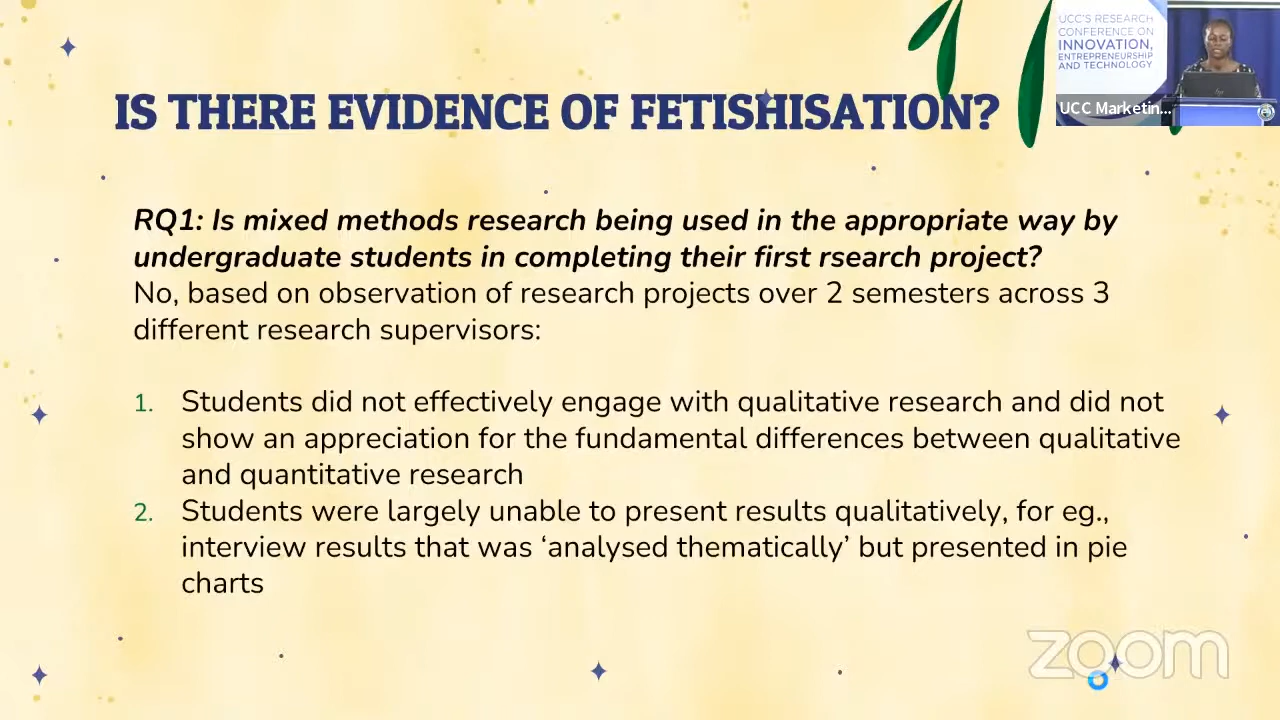 UCC'S RESEARCH
CONFERENCE ON
INNOVATION,
ENTREPRENEURSHIP
AND TECHNOLOGY
UCC Marketin...
IS THERE EVIDENCE OF FETISHISATION?
RQ1: Is mixed methods research being used in the appropriate way by
undergraduate students in completing their first rsearch project?
No, based on observation of research projects over 2 semesters across 3
different research supervisors:
1. Students did not effectively engage with qualitative research and did not
show an appreciation for the fundamental differences between qualitative
and quantitative research
2. Students were largely unable to present results qualitatively, for eg.,
interview results that was ‘analysed thematically’ but presented in pie
charts
zoom